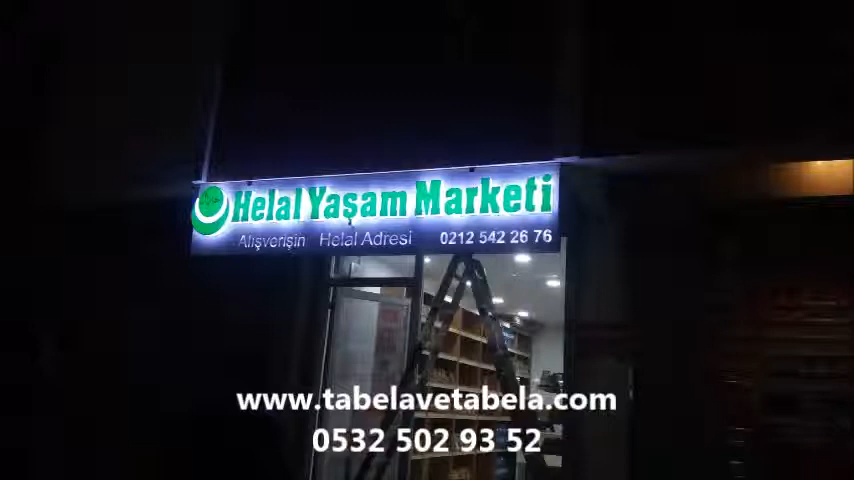 Helal Yaşam Marketi
Alışverişin Helal Adresi 0212 542 26 76
www.tabelavetabela.com
0532 502 93 52